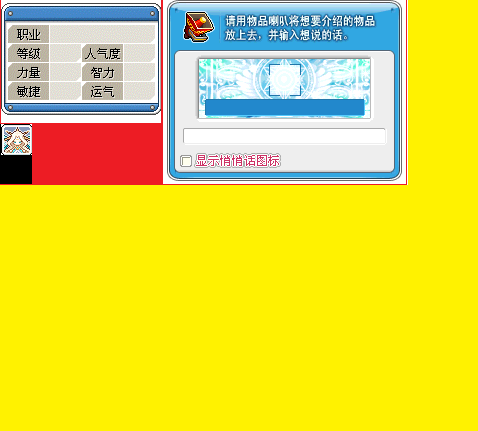 职业
等级 人气度
力量 智力
敏捷 运气
请用物品喇叭将想要介绍的物品
放上去，并输入想说的话。
显示悄悄话图标